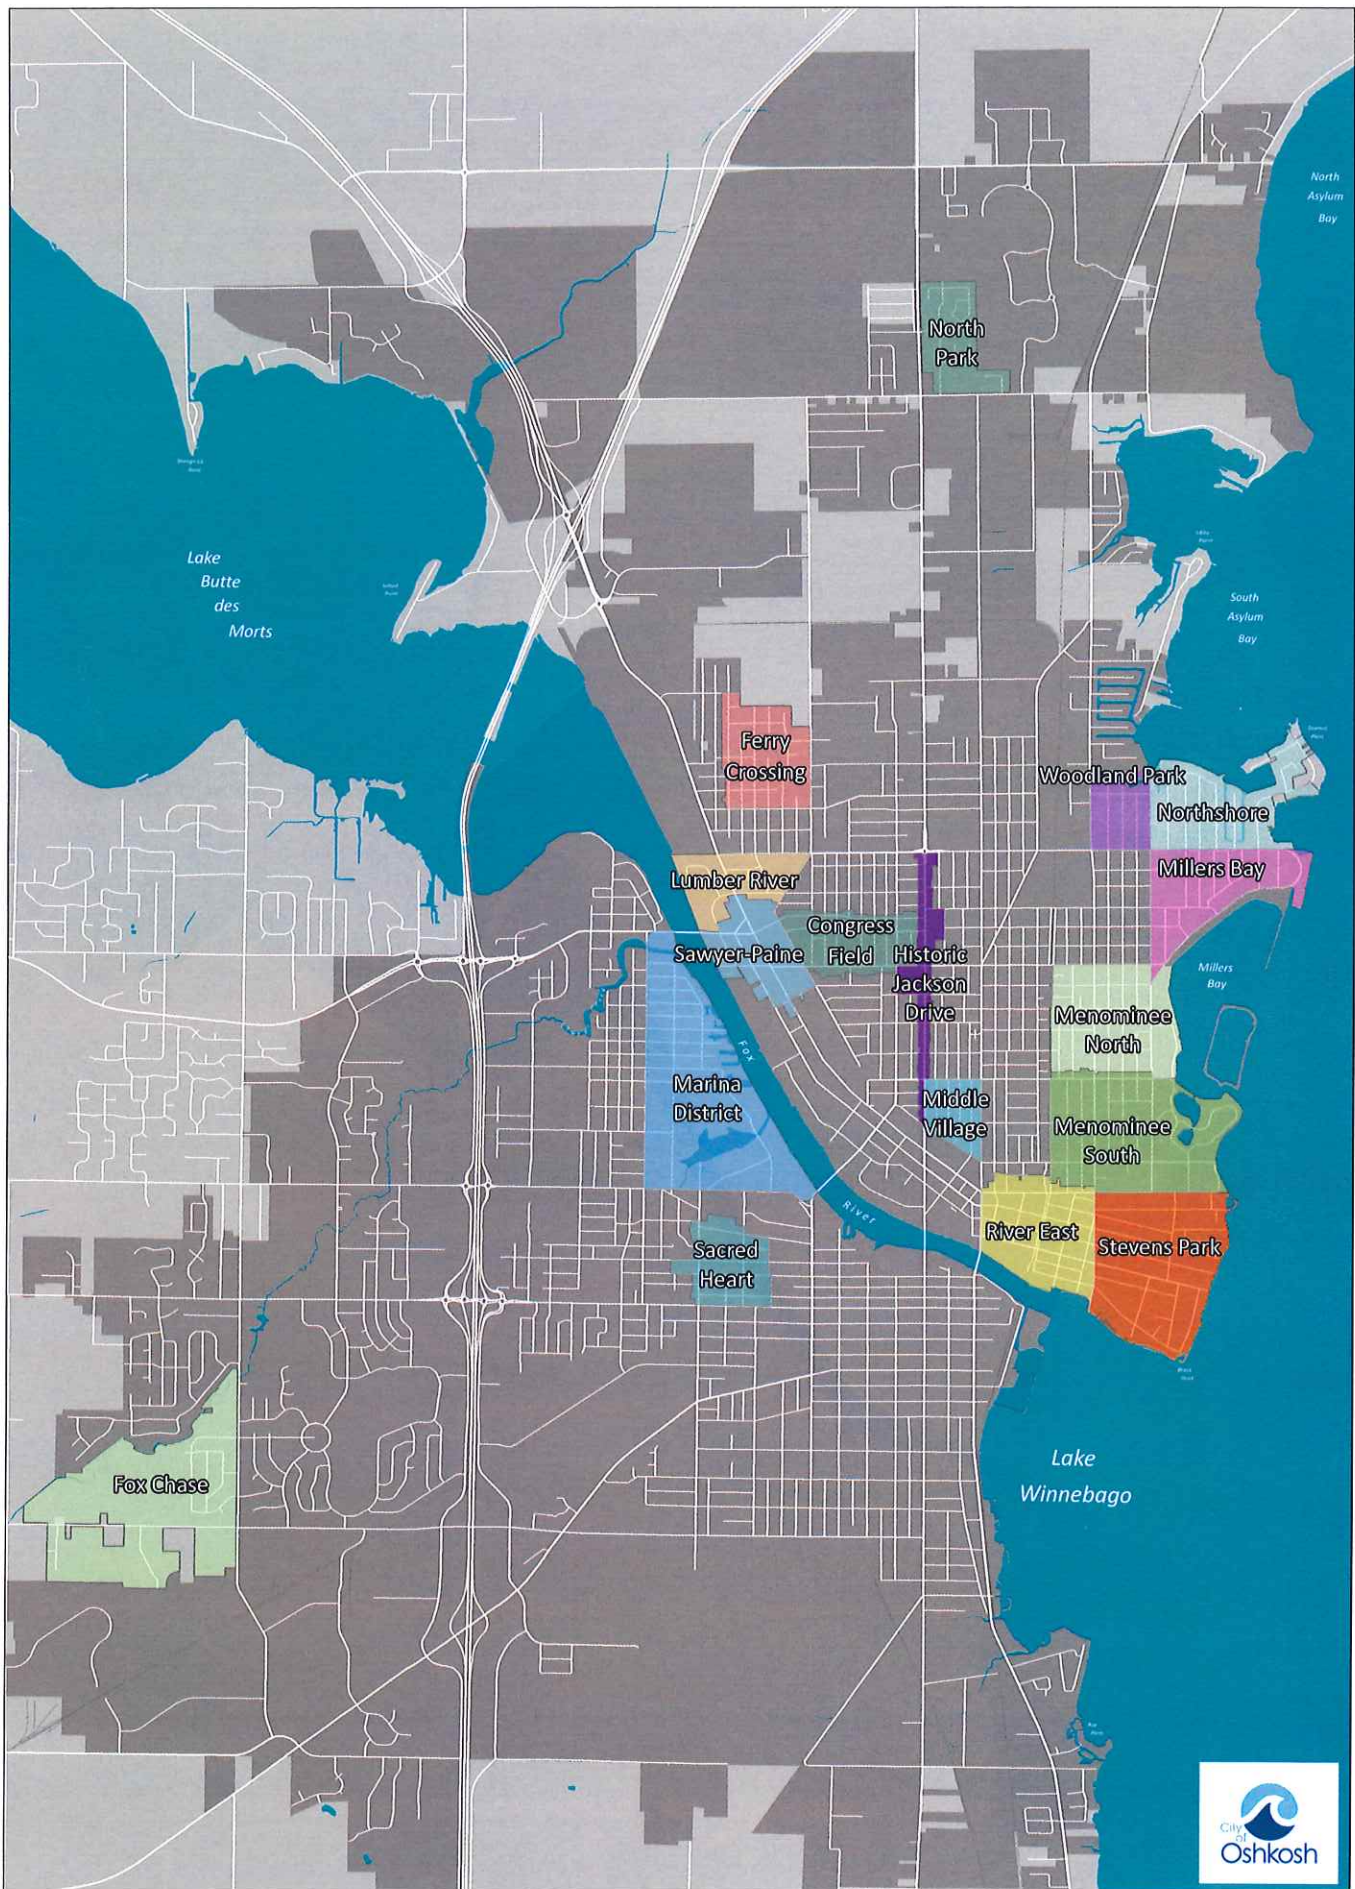 North
Asylum
Bay
North
Park
Lake
Butte
des
Morts
South
Asylum
Bay
Ferry
Crossing
Woodland Park
Northshore
Lumber River
Millers Bay
Congress
Field
Sawyer-Paine
Historic
Jackson
Drive
Millers
Bay
Menominee
North
Fox
Marina
District
Middle
Village
Menominee
South
River
River East
Stevens Park
Sacred
Heart
Lake
Winnebago
Fox Chase
City
of
Oshkosh